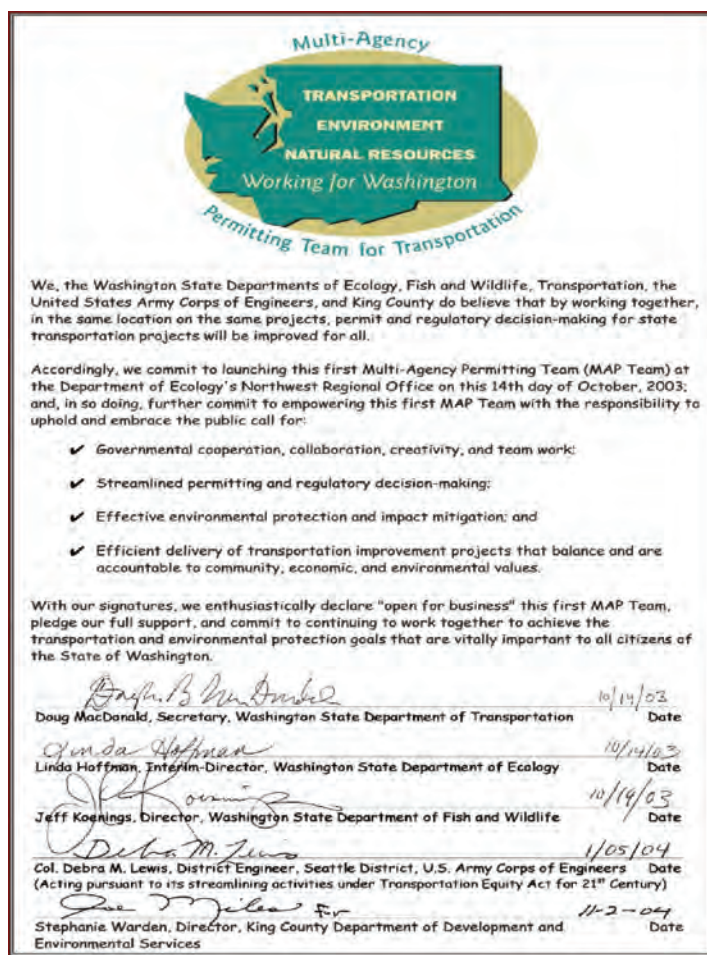 Multi-Agency
TRANSPORTATION
ENVIRONMENT
NATURAL RESOURCES
Working for Washington
Permitting Team for Transportation
We, the Washington State Departments of Ecology, Fish and Wildlife, Transportation, the
United States Army Corps of Engineers, and King County do believe that by working together,
in the same location on the same projects, permit and regulatory decision-making for state
transportation projects will be improved for all.
Accordingly, we commit to launching this first Multi-Agency Permitting Team (MAP Team) at
the Department of Ecology's Northwest Regional Office on this 14th day of October, 2003;
and, in so doing, further commit to empowering this first MAP Team with the responsibility to
uphold and embrace the public call for:
✔ Governmental cooperation, collaboration, creativity, and team work;
✔ Streamlined permitting and regulatory decision-making;
✔ Effective environmental protection and impact mitigation; and
✔ Efficient delivery of transportation improvement projects that balance and are
accountable to community, economic, and environmental values.
With our signatures, we enthusiastically declare "open for business" this first MAP Team,
pledge our full support, and commit to continuing to work together to achieve the
transportation and environmental protection goals that are vitally important to all citizens of
the State of Washington.
10/14/03
Doug MacDonald, Secretary, Washington State Department of Transportation Date
Linda Hoffman 10/14/03
Linda Hoffman, Interim-Director, Washington State Department of Ecology Date
10/14/03
Jeff Koenings, Director, Washington State Department of Fish and Wildlife Date
Debra M. Lewis 1/05/04
Col. Debra M. Lewis, District Engineer, Seattle District, U.S. Army Corps of Engineers Date
(Acting pursuant to its streamlining activities under Transportation Equity Act for 21st Century)
Joe Miles for 11-2-04
Stephanie Warden, Director, King County Department of Development and Date
Environmental Services